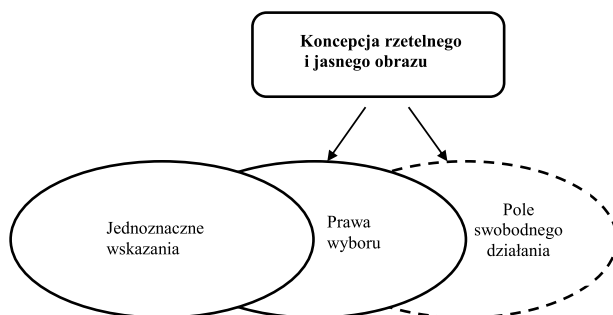 Koncepcja rzetelnego
i jasnego obrazu
Jednoznaczne
wskazania
Prawa
wyboru
Pole
swobodnego
działania